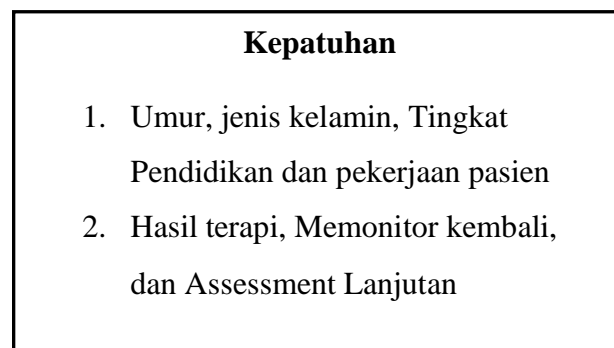 Kepatuhan
1. Umur, jenis kelamin, Tingkat
Pendidikan dan pekerjaan pasien
2. Hasil terapi, Memonitor kembali,
dan Assessment Lanjutan